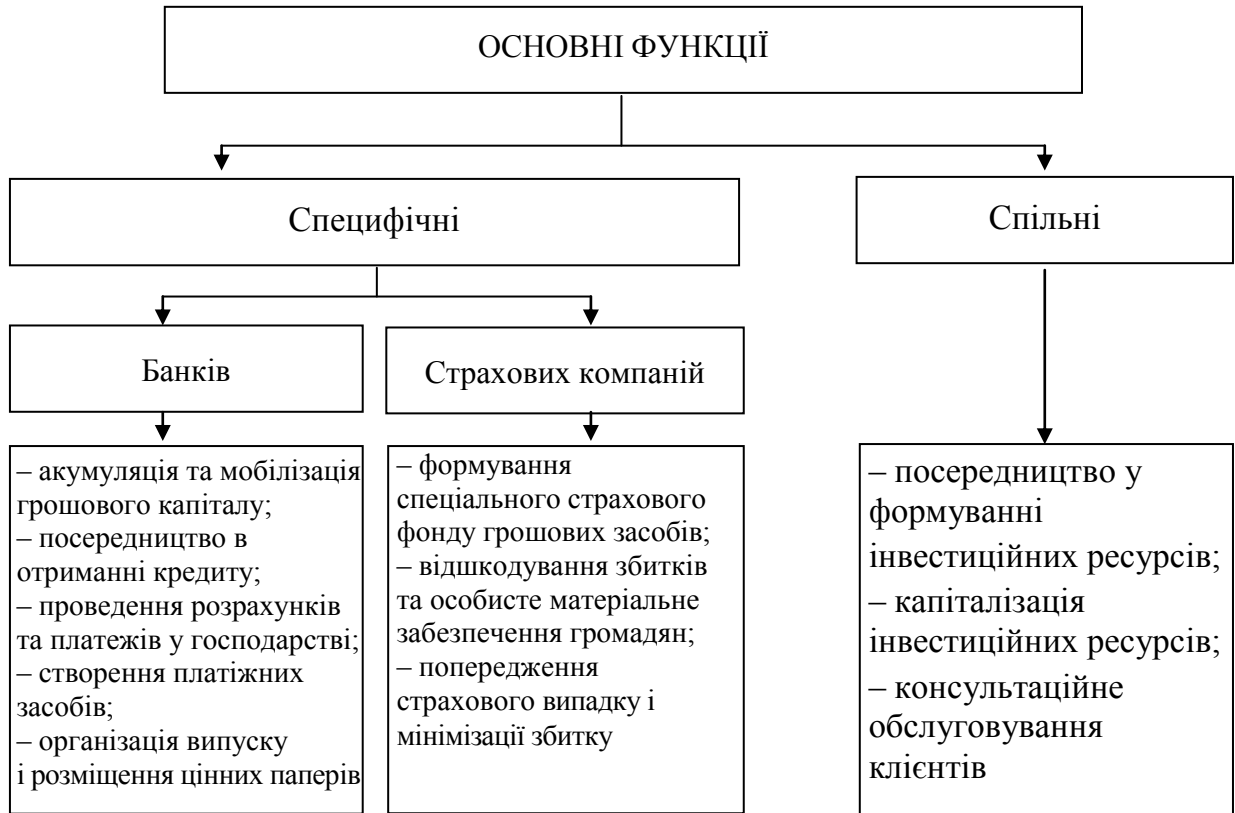 ОСНОВНІ ФУНКЦІЇ
Специфічні
Спільні
Банків
Страхових компаній
– акумуляція та мобілізація
грошового капіталу;
– посередництво в
отриманні кредиту;
– проведення розрахунків
та платежів у господарстві;
– створення платіжних
засобів;
– організація випуску
і розміщення цінних паперів
– формування
спеціального страхового
фонду грошових засобів;
– відшкодування збитків
та особисте матеріальне
забезпечення громадян;
– попередження
страхового випадку і
мінімізації збитку
– посередництво у
формуванні
інвестиційних ресурсів;
– капіталізація
інвестиційних ресурсів;
– консультаційне
обслуговування
клієнтів